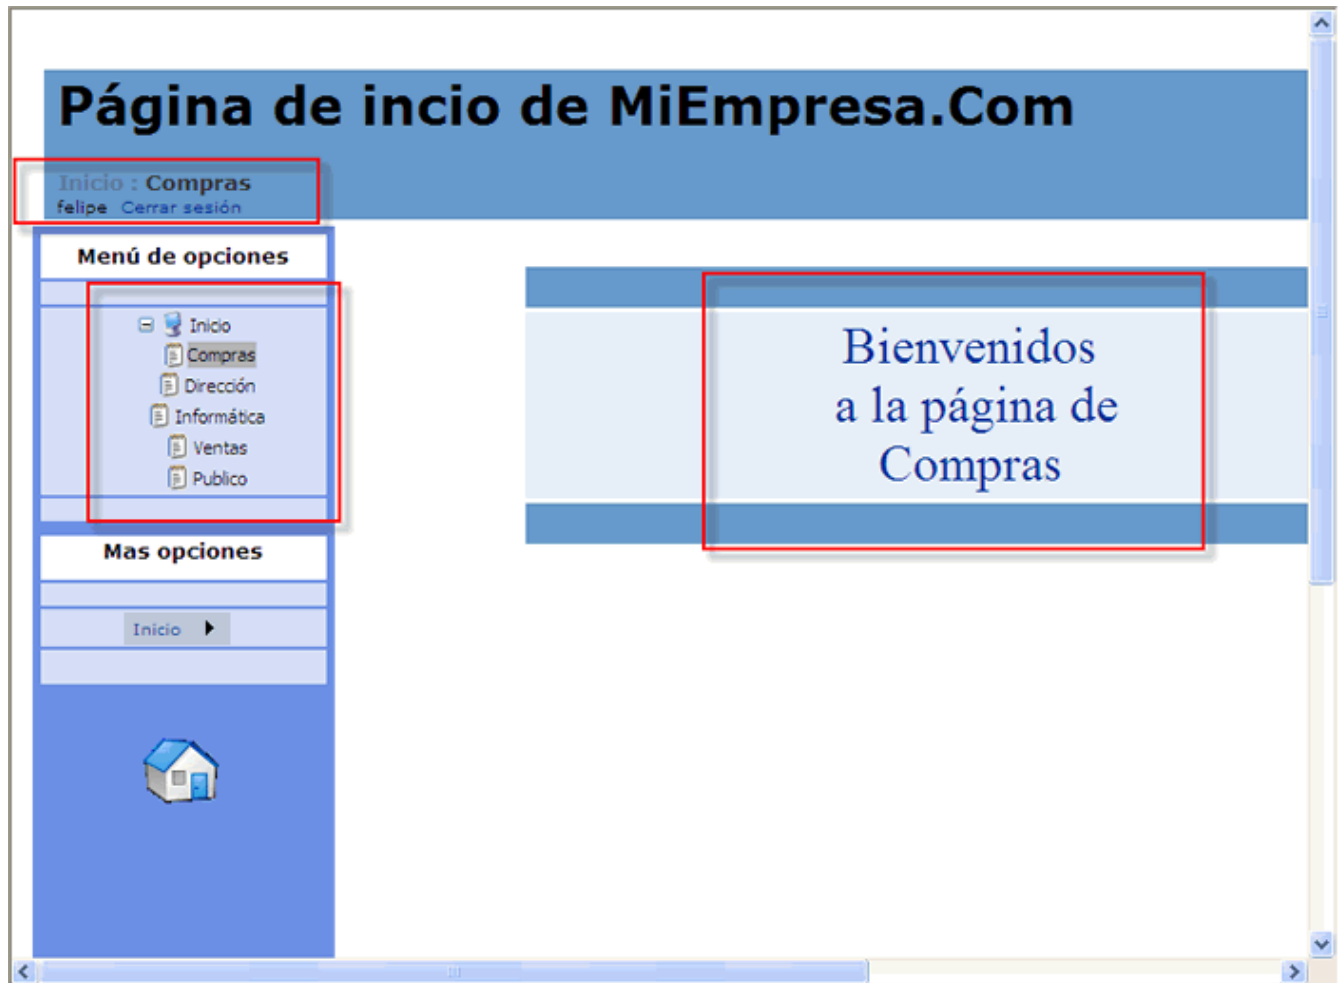 Página de incio de MiEmpresa.Com
Inicio : Compras
felipe Cerrar sesión
Menú de opciones
Inicio
Compras
Dirección
Informática
Ventas
Publico
Mas opciones
Inicio
Bienvenidos
a la página de
Compras